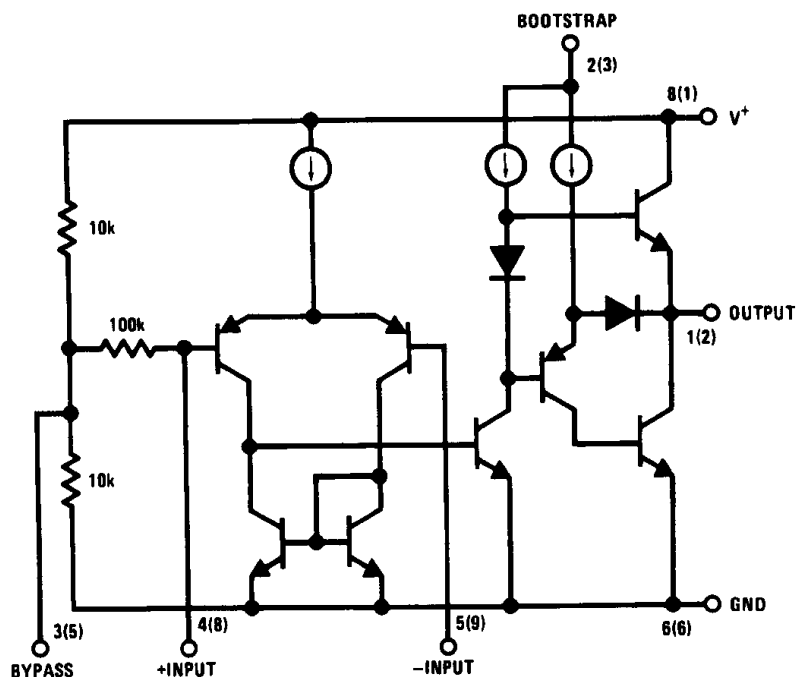 BOOTSTRAP
2(3)
8(1)
V+
10k
100k
OUTPUT
1(2)
10k
GND
3(5)
4(8)
5(9)
6(6)
BYPASS
+INPUT
−INPUT